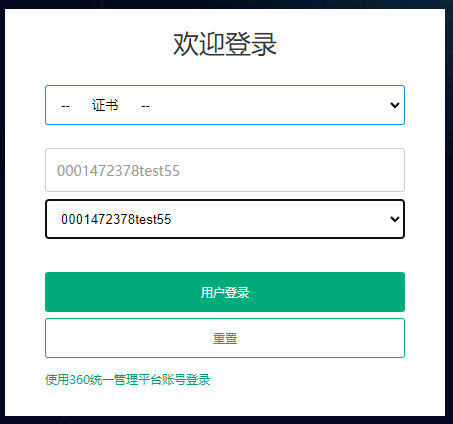 欢迎登录
-- 证书 --
0001472378test55
0001472378test55
用户登录
重置
使用360统一管理平台账号登录